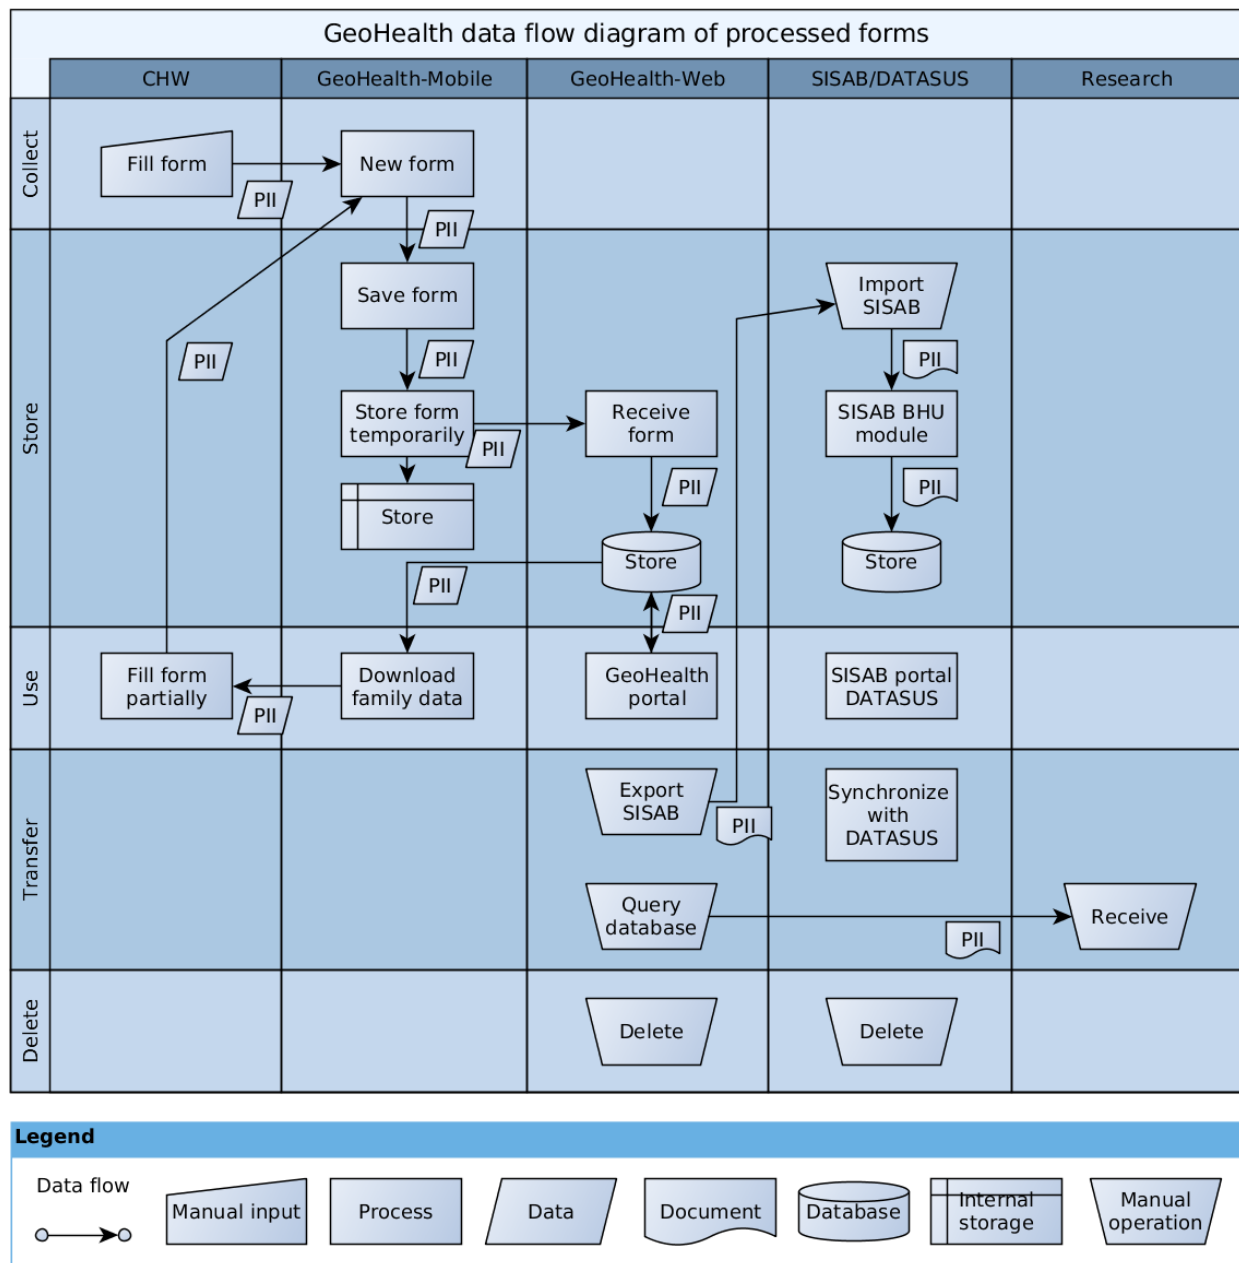 GeoHealth data flow diagram of processed forms
CHW
GeoHealth-Mobile
GeoHealth-Web
SISAB/DATASUS
Research
Collect
Fill form
PII
New form
PII
Store
PII
Save form
PII
Store form
temporarily
PII
Store
PII
Receive
form
PII
Store
PII
Import
SISAB
PII
SISAB BHU
module
PII
Store
Use
Fill form
partially
PII
Download
family data
GeoHealth
portal
SISAB portal
DATASUS
Transfer
Export
SISAB
PII
Synchronize
with
DATASUS
Query
database
PII
Receive
Delete
Delete
Delete
Legend
Data flow
Manual input
Process
Data
Document
Database
Internal
storage
Manual
operation